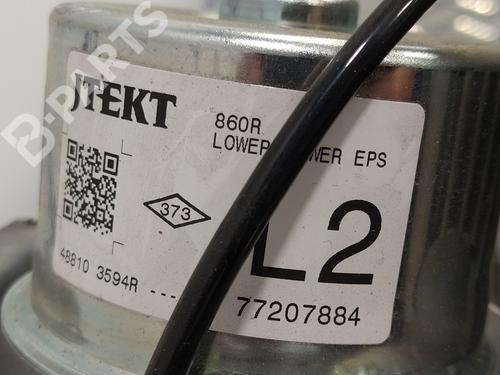 JTEKT
860R
LOWER POWER EPS
373
L2
48810 3594R ---
77207884
B-PARTS